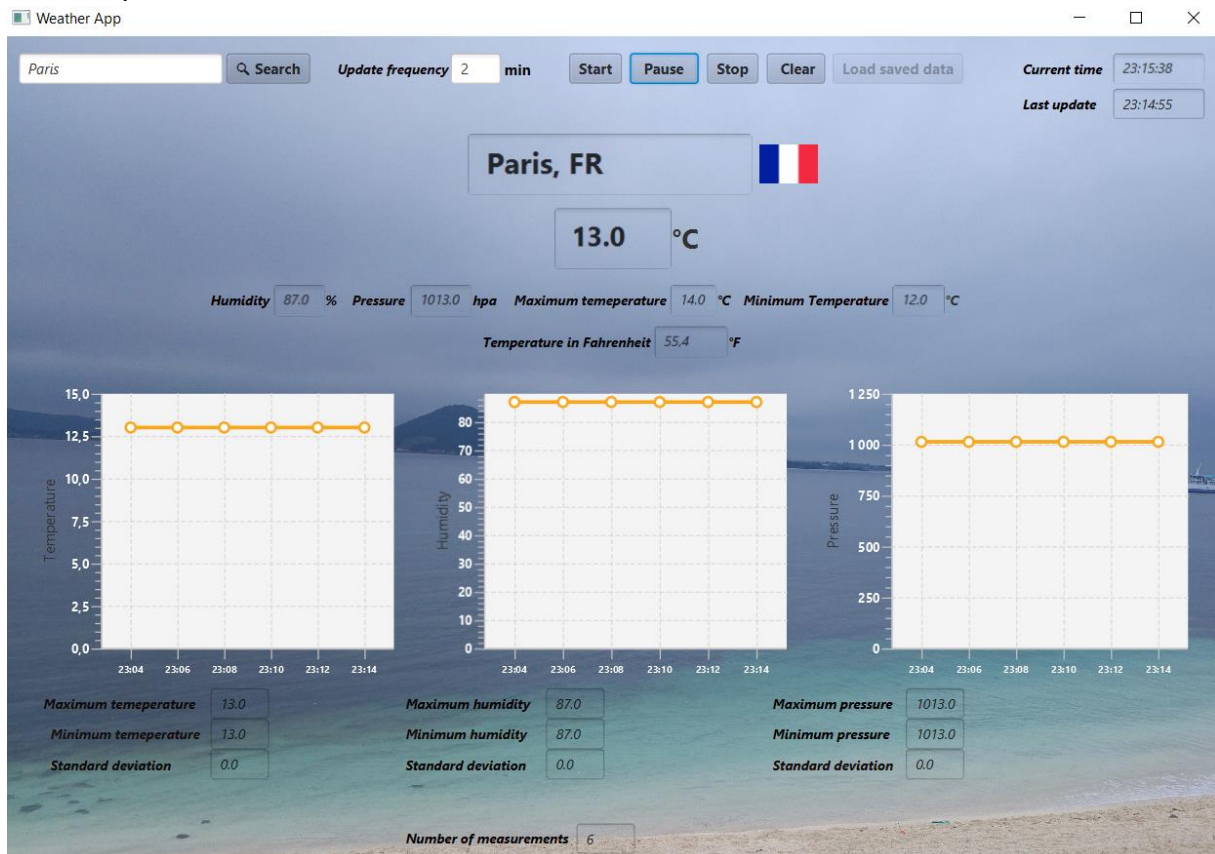 Weather App
Paris Search Update frequency 2 min Start Pause Stop Clear Load saved data Current time 23:15:38
Last update 23:14:55
Paris, FR
13.0 °C
Humidity 87.0 % Pressure 1013.0 hpa Maximum temeperature 14.0 °C Minimum Temperature 12.0 °C
Temperature in Fahrenheit 55,4 °F
Temperature
15,0
12,5
10,0
7,5
5,0
2,5
0,0
23:04 23:06 23:08 23:10 23:12 23:14
Humidity
80
70
60
50
40
30
20
10
0
23:04 23:06 23:08 23:10 23:12 23:14
Pressure
1 250
1 000
750
500
250
0
23:04 23:06 23:08 23:10 23:12 23:14
Maximum temeperature 13.0 Maximum humidity 87.0 Maximum pressure 1013.0
Minimum temeperature 13.0 Minimum humidity 87.0 Minimum pressure 1013.0
Standard deviation 0.0 Standard deviation 0.0 Standard deviation 0.0
Number of measurements 6